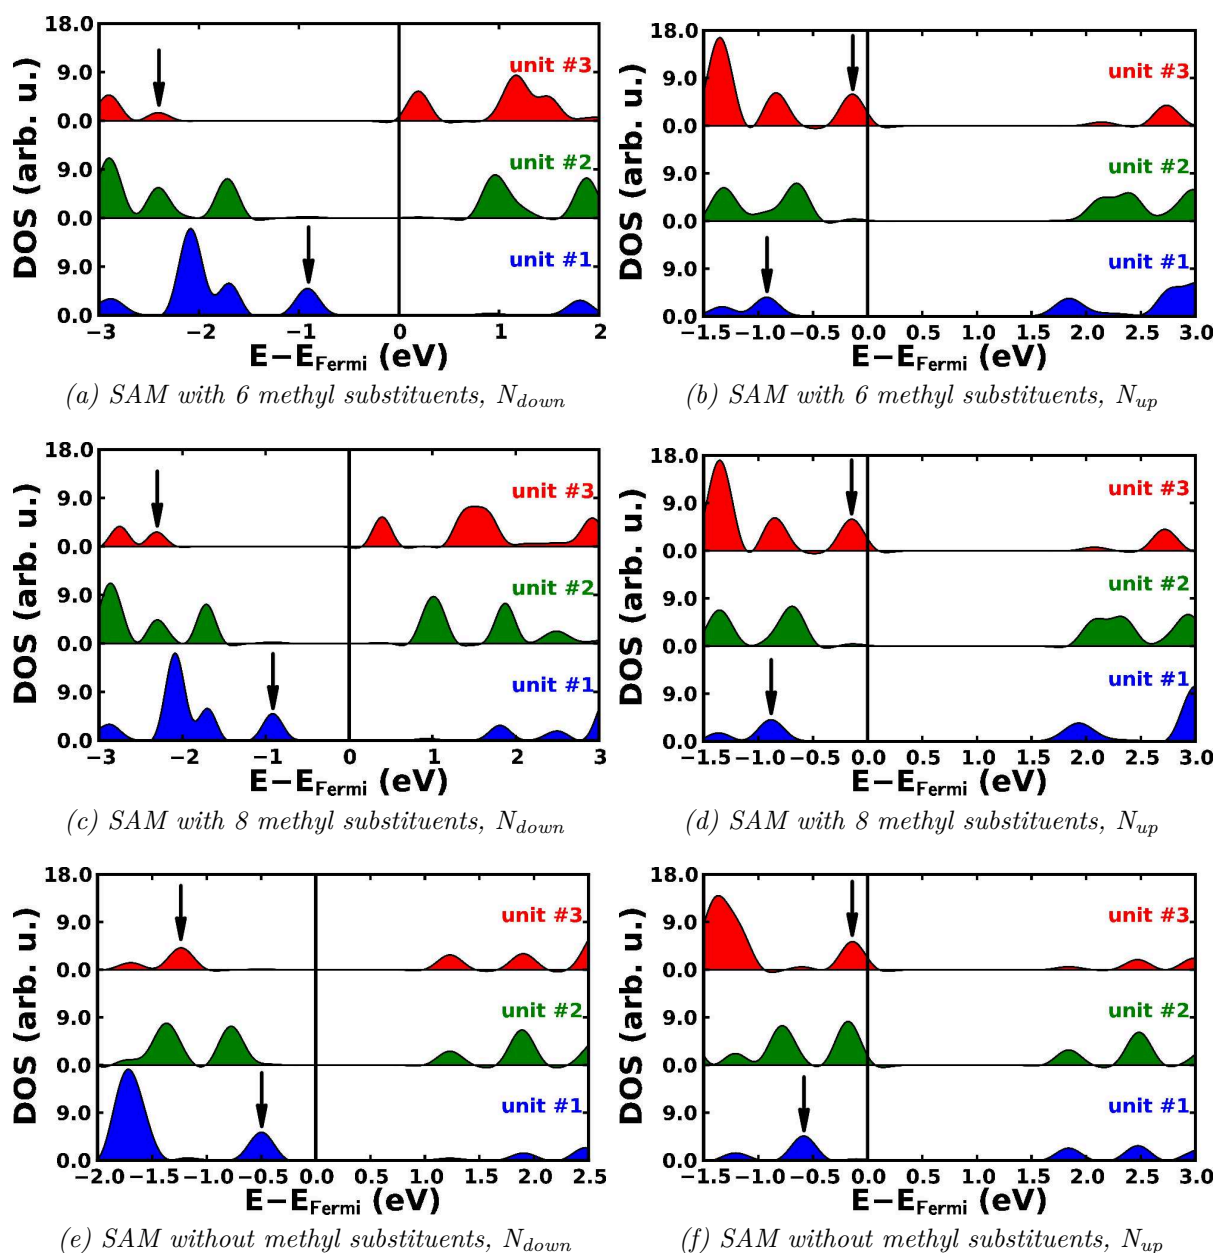 DOS (arb. u.)
18.0
9.0
0.0
9.0
0.0
9.0
0.0
unit #3
unit #2
unit #1
−3 −2 −1 0 1 2
E−E_Fermi (eV)
(a) SAM with 6 methyl substituents, N_down
DOS (arb. u.)
18.0
9.0
0.0
9.0
0.0
9.0
0.0
unit #3
unit #2
unit #1
−1.5 −1.0 −0.5 0.0 0.5 1.0 1.5 2.0 2.5 3.0
E−E_Fermi (eV)
(b) SAM with 6 methyl substituents, N_up
DOS (arb. u.)
18.0
9.0
0.0
9.0
0.0
9.0
0.0
unit #3
unit #2
unit #1
−3 −2 −1 0 1 2 3
E−E_Fermi (eV)
(c) SAM with 8 methyl substituents, N_down
DOS (arb. u.)
18.0
9.0
0.0
9.0
0.0
9.0
0.0
unit #3
unit #2
unit #1
−1.5 −1.0 −0.5 0.0 0.5 1.0 1.5 2.0 2.5 3.0
E−E_Fermi (eV)
(d) SAM with 8 methyl substituents, N_up
DOS (arb. u.)
18.0
9.0
0.0
9.0
0.0
9.0
0.0
unit #3
unit #2
unit #1
−2.0 −1.5 −1.0 −0.5 0.0 0.5 1.0 1.5 2.0 2.5
E−E_Fermi (eV)
(e) SAM without methyl substituents, N_down
DOS (arb. u.)
18.0
9.0
0.0
9.0
0.0
9.0
0.0
unit #3
unit #2
unit #1
−1.5 −1.0 −0.5 0.0 0.5 1.0 1.5 2.0 2.5 3.0
E−E_Fermi (eV)
(f) SAM without methyl substituents, N_up